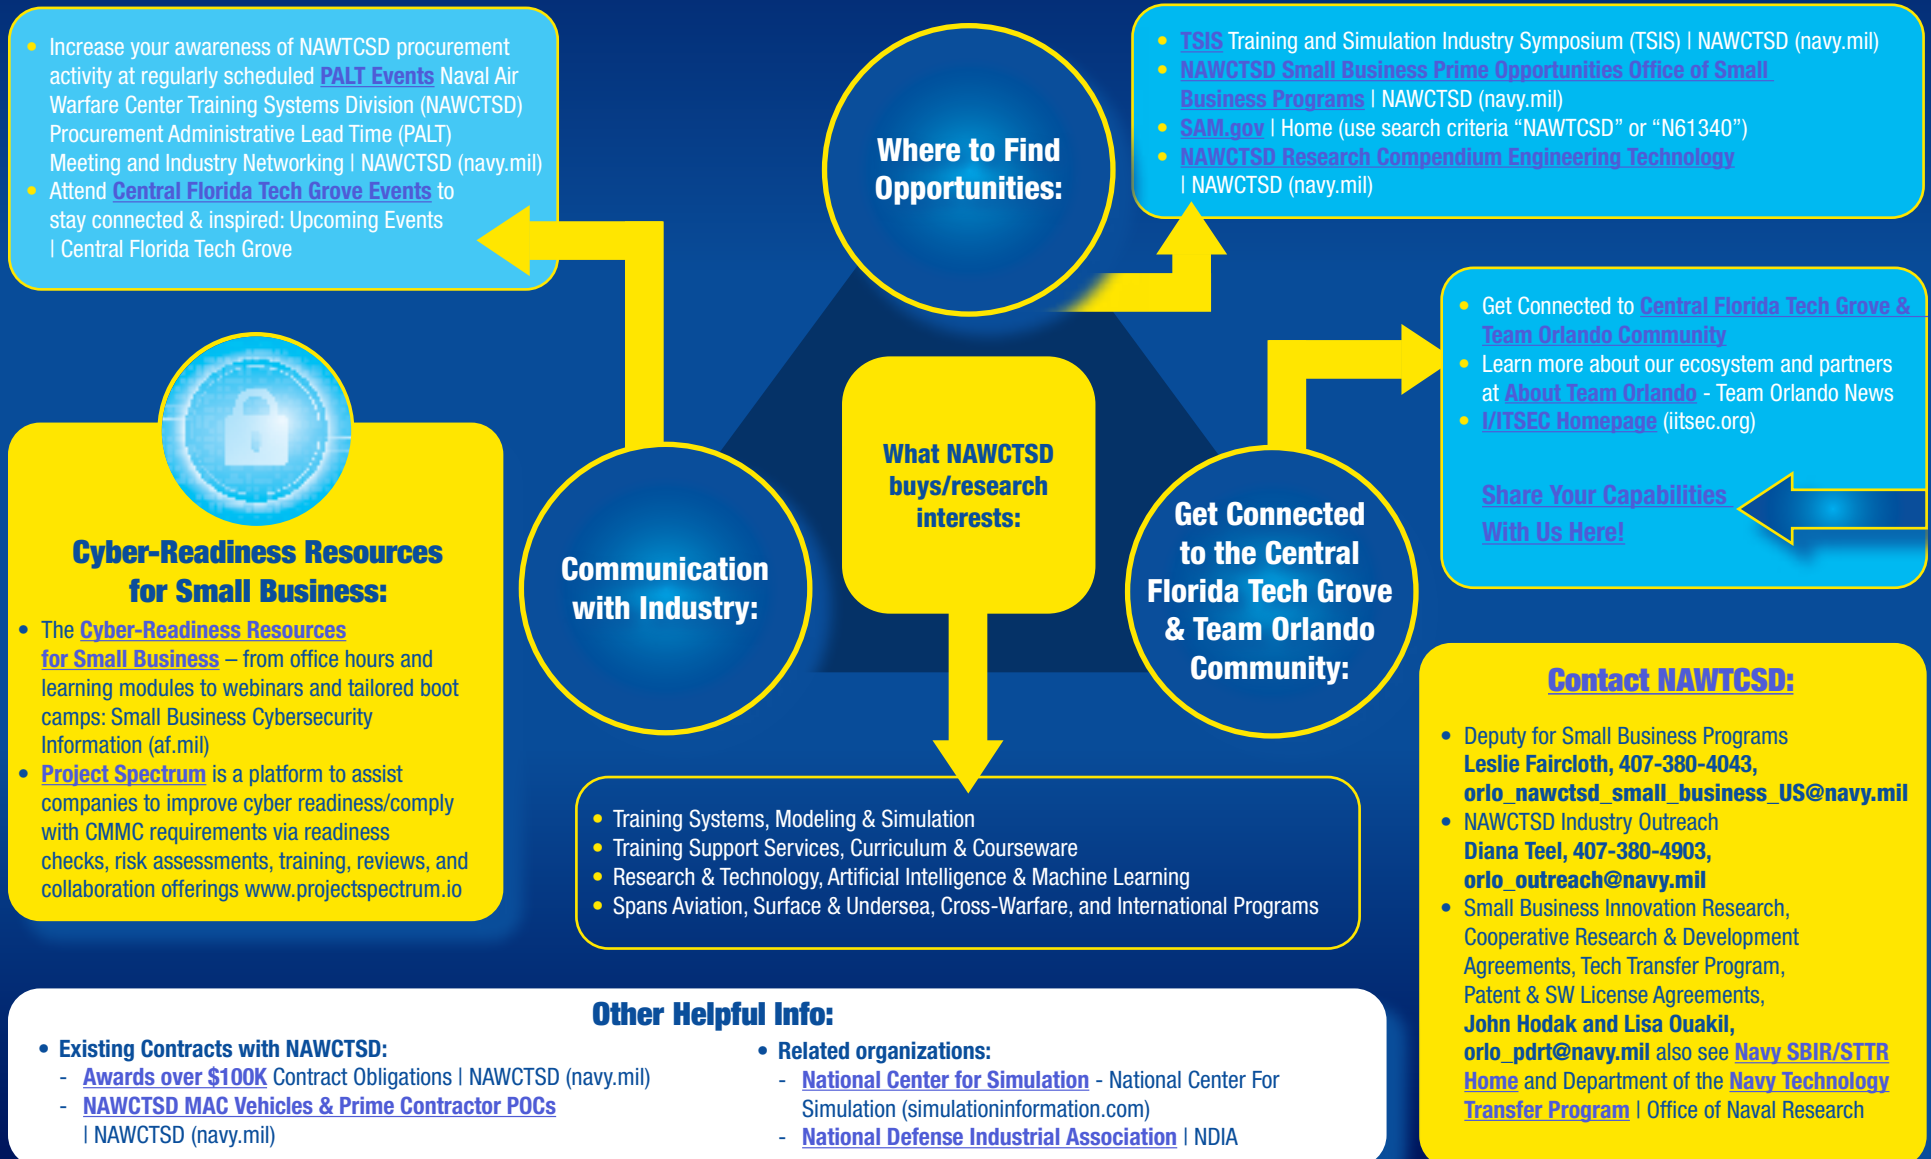 • Increase your awareness of NAWTCSD procurement
activity at regularly scheduled PALT Events Naval Air
Warfare Center Training Systems Division (NAWCTSD)
Procurement Administrative Lead Time (PALT)
Meeting and Industry Networking | NAWCTSD (navy.mil)
• Attend Central Florida Tech Grove Events to
stay connected & inspired: Upcoming Events
| Central Florida Tech Grove
Where to Find
Opportunities:
• TSIS Training and Simulation Industry Symposium (TSIS) | NAWCTSD (navy.mil)
• NAWCTSD Small Business Prime Opportunities Office of Small
Business Programs | NAWCTSD (navy.mil)
• SAM.gov | Home (use search criteria “NAWTCSD” or “N61340”)
• NAWCTSD Research Compendium Engineering Technology
| NAWCTSD (navy.mil)
• Get Connected to Central Florida Tech Grove &
Team Orlando Community
• Learn more about our ecosystem and partners
at About Team Orlando - Team Orlando News
• I/ITSEC Homepage (iitsec.org)
Share Your Capabilities
With Us Here!
What NAWCTSD
buys/research
interests:
Communication
with Industry:
Get Connected
to the Central
Florida Tech Grove
& Team Orlando
Community:
Cyber-Readiness Resources
for Small Business:
• The Cyber-Readiness Resources
for Small Business – from office hours and
learning modules to webinars and tailored boot
camps: Small Business Cybersecurity
Information (af.mil)
• Project Spectrum is a platform to assist
companies to improve cyber readiness/comply
with CMMC requirements via readiness
checks, risk assessments, training, reviews, and
collaboration offerings www.projectspectrum.io
• Training Systems, Modeling & Simulation
• Training Support Services, Curriculum & Courseware
• Research & Technology, Artificial Intelligence & Machine Learning
• Spans Aviation, Surface & Undersea, Cross-Warfare, and International Programs
Contact NAWTCSD:
• Deputy for Small Business Programs
Leslie Faircloth, 407-380-4043,
orlo_nawctsd_small_business_US@navy.mil
• NAWCTSD Industry Outreach
Diana Teel, 407-380-4903,
orlo_outreach@navy.mil
• Small Business Innovation Research,
Cooperative Research & Development
Agreements, Tech Transfer Program,
Patent & SW License Agreements,
John Hodak and Lisa Ouakil,
orlo_pdrt@navy.mil also see Navy SBIR/STTR
Home and Department of the Navy Technology
Transfer Program | Office of Naval Research
Other Helpful Info:
• Existing Contracts with NAWCTSD:
- Awards over $100K Contract Obligations | NAWCTSD (navy.mil)
- NAWCTSD MAC Vehicles & Prime Contractor POCs
| NAWCTSD (navy.mil)
• Related organizations:
- National Center for Simulation - National Center For
Simulation (simulationinformation.com)
- National Defense Industrial Association | NDIA